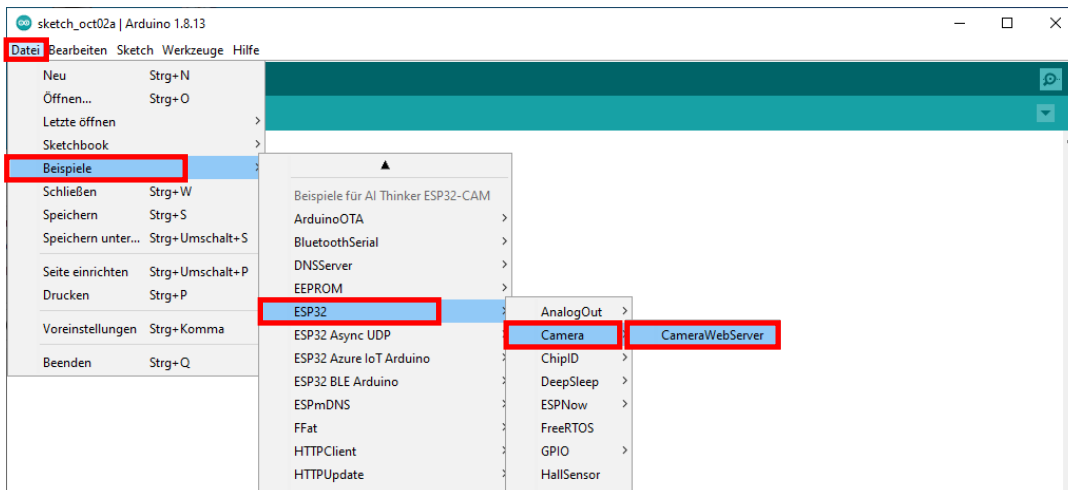 sketch_oct02a | Arduino 1.8.13
Datei Bearbeiten Sketch Werkzeuge Hilfe
Neu Strg+N
Öffnen... Strg+O
Letzte öffnen
Sketchbook
Beispiele
Schließen Strg+W
Speichern Strg+S
Speichern unter... Strg+Umschalt+S
Seite einrichten Strg+Umschalt+P
Drucken Strg+P
Voreinstellungen Strg+Komma
Beenden Strg+Q
Beispiele für AI Thinker ESP32-CAM
ArduinoOTA
BluetoothSerial
DNSServer
EEPROM
ESP32
ESP32 Async UDP
ESP32 Azure IoT Arduino
ESP32 BLE Arduino
ESPmDNS
FFat
HTTPClient
HTTPUpdate
AnalogOut
Camera
ChipID
DeepSleep
ESPNow
FreeRTOS
GPIO
HallSensor
CameraWebServer